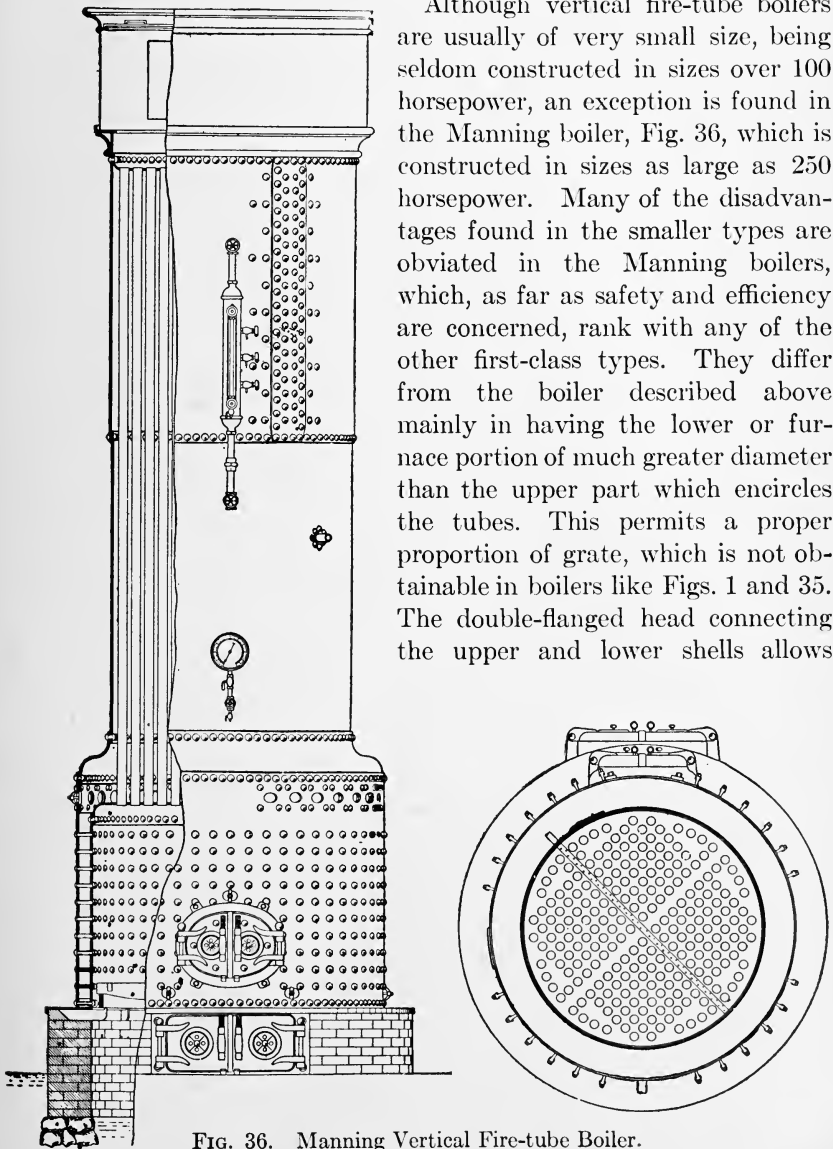 Although vertical fire-tube boilers
are usually of very small size, being
seldom constructed in sizes over 100
horsepower, an exception is found in
the Manning boiler, Fig. 36, which is
constructed in sizes as large as 250
horsepower. Many of the disadvan-
tages found in the smaller types are
obviated in the Manning boilers,
which, as far as safety and efficiency
are concerned, rank with any of the
other first-class types. They differ
from the boiler described above
mainly in having the lower or fur-
nace portion of much greater diameter
than the upper part which encircles
the tubes. This permits a proper
proportion of grate, which is not ob-
tainable in boilers like Figs. 1 and 35.
The double-flanged head connecting
the upper and lower shells allows
Fig. 36. Manning Vertical Fire-tube Boiler.